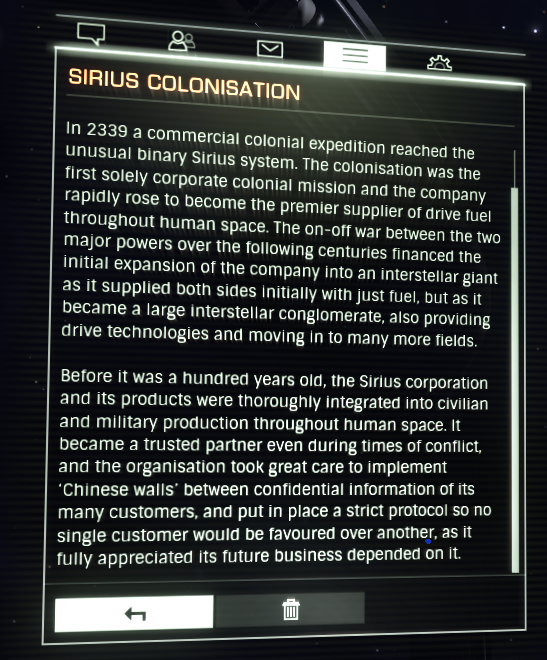 SIRIUS COLONISATION
In 2339 a commercial colonial expedition reached the
unusual binary Sirius system. The colonisation was the
first solely corporate colonial mission and the company
rapidly rose to become the premier supplier of drive fuel
throughout human space. The on-off war between the two
major powers over the following centuries financed the
initial expansion of the company into an interstellar giant
as it supplied both sides initially with just fuel, but as it
became a large interstellar conglomerate, also providing
drive technologies and moving in to many more fields.
Before it was a hundred years old, the Sirius corporation
and its products were thoroughly integrated into civilian
and military production throughout human space. It
became a trusted partner even during times of conflict,
and the organisation took great care to implement
‘Chinese walls’ between confidential information of its
many customers, and put in place a strict protocol so no
single customer would be favoured over another, as it
fully appreciated its future business depended on it.